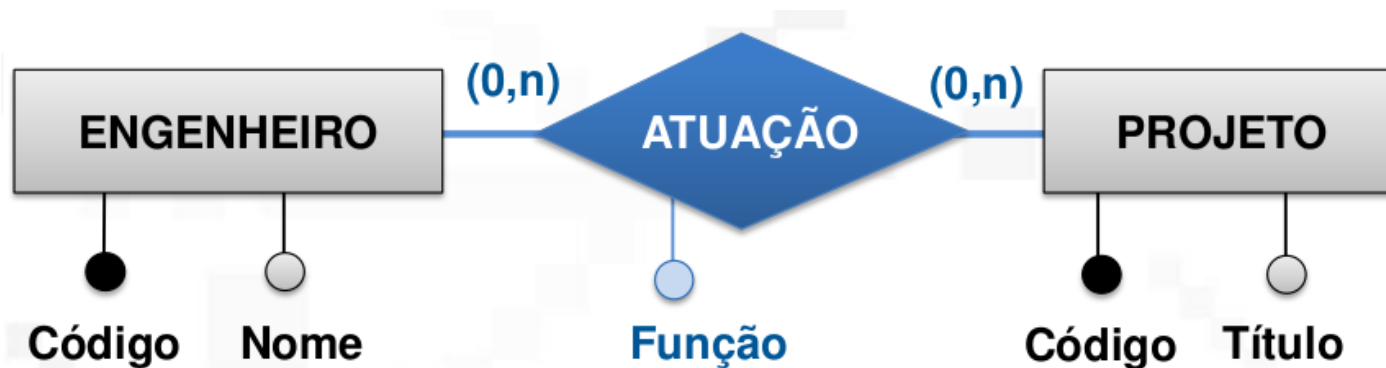 (0,n) (0,n)
ENGENHEIRO ATUAÇÃO PROJETO
Código Nome Função Código Título